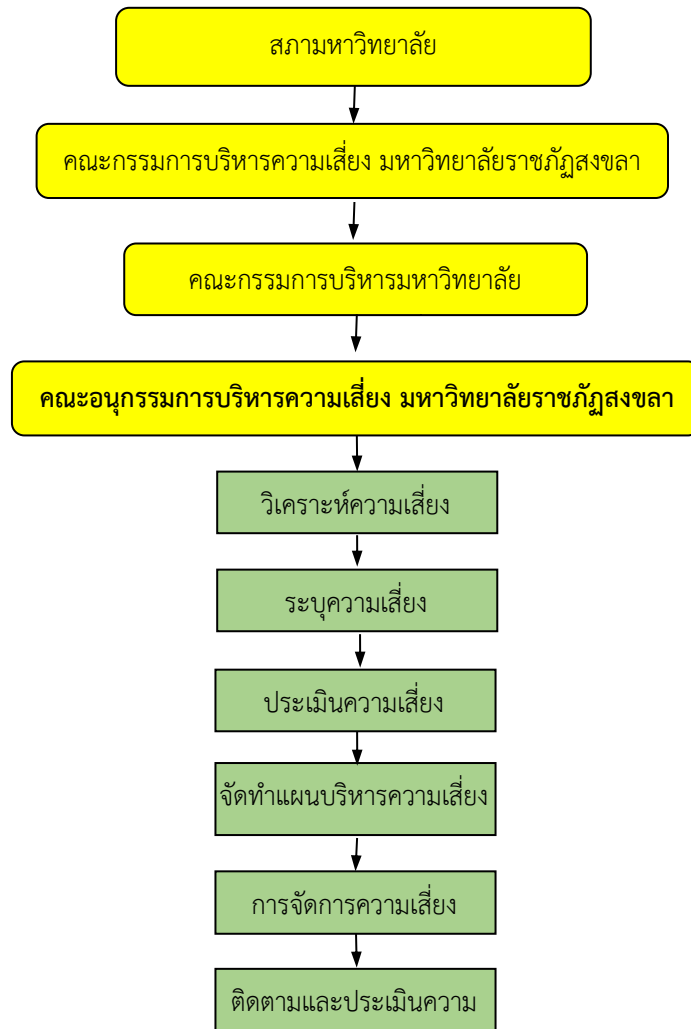 สภามหาวิทยาลัย
คณะกรรมการบริหารความเสี่ยง มหาวิทยาลัยราชภัฏสงขลา
คณะกรรมการบริหารมหาวิทยาลัย
คณะอนุกรรมการบริหารความเสี่ยง มหาวิทยาลัยราชภัฏสงขลา
วิเคราะห์ความเสี่ยง
ระบุความเสี่ยง
ประเมินความเสี่ยง
จัดทำแผนบริหารความเสี่ยง
การจัดการความเสี่ยง
ติดตามและประเมินความ